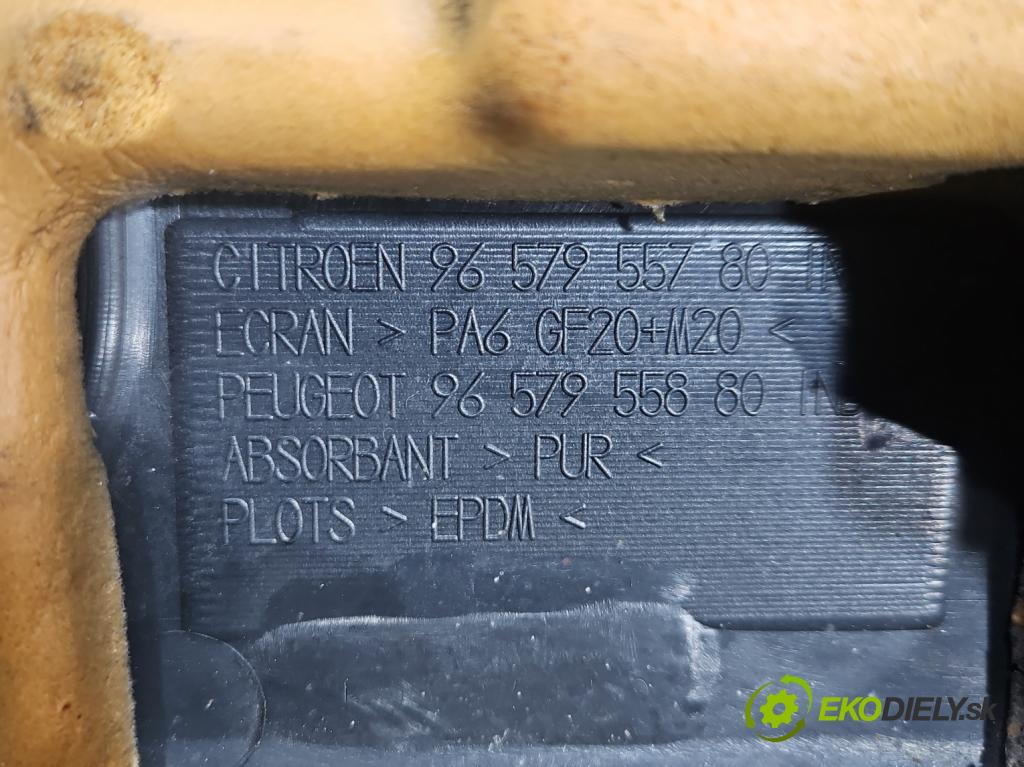 CITROEN 96 579 557 80
ECRAN > PA6 GF20+M20 <
PEUGEOT 96 579 558 80
ABSORBANT > PUR <
PLOTS > EPDM <
EKODIELY.sk